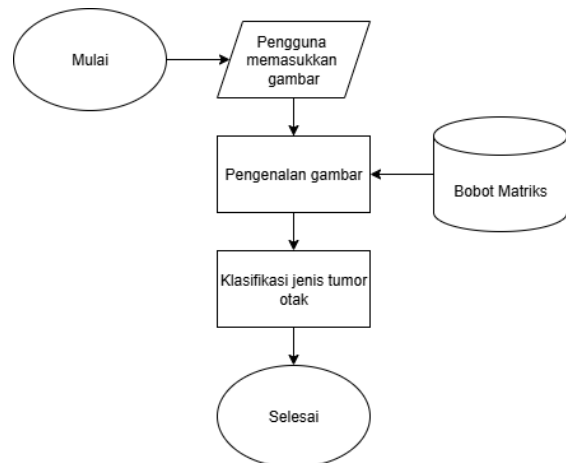 Mulai
Pengguna
memasukkan
gambar
Pengenalan gambar
Bobot Matriks
Klasifikasi jenis tumor
otak
Selesai